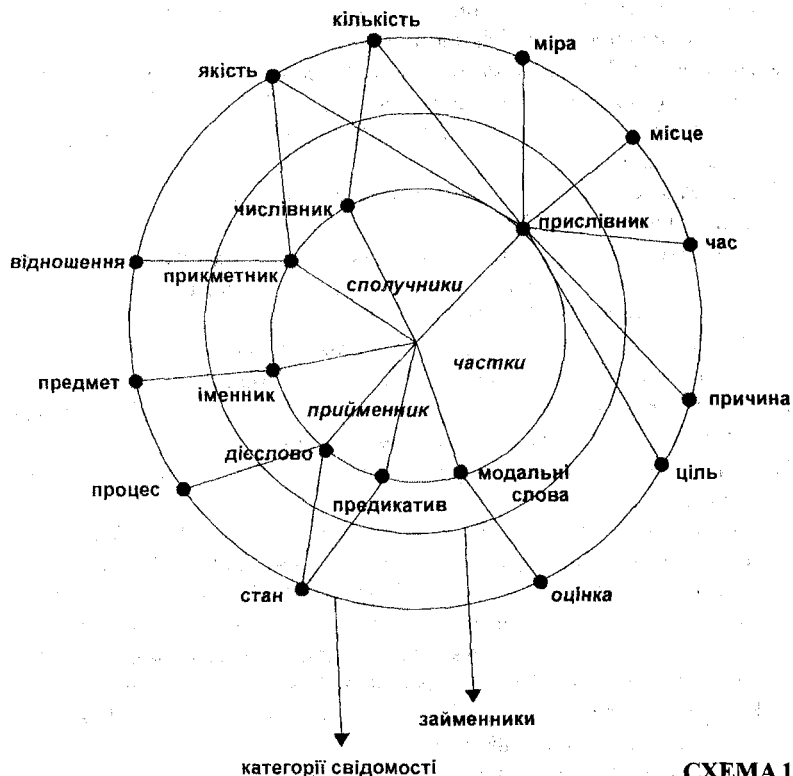 кількість
міра
якість
місце
числівник
прислівник
час
відношення
прикметник
сполучники
частки
предмет
іменник
прийменник
причина
дієслово
модальні
слова
ціль
процес
предикатив
стан
оцінка
займенники
категорії свідомості
СХЕМА 1